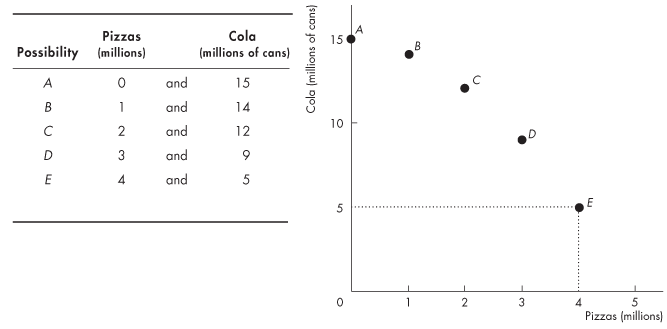 Possibility Pizzas (millions) Cola (millions of cans)
A 0 and 15
B 1 and 14
C 2 and 12
D 3 and 9
E 4 and 5
Cola (millions of cans)
15
10
5
0 1 2 3 4 5
Pizzas (millions)
A
B
C
D
E